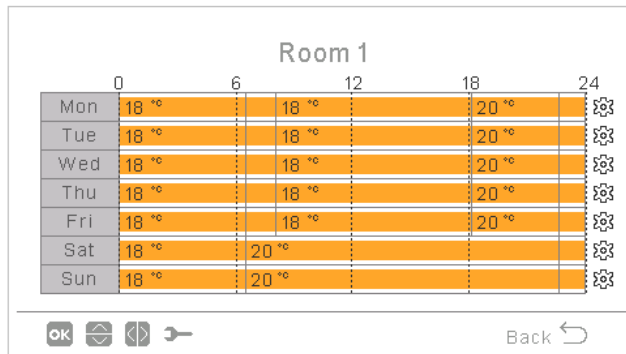 Room 1
0 6 12 18 24
Mon 18 °C 18 °C 20 °C
Tue 18 °C 18 °C 20 °C
Wed 18 °C 18 °C 20 °C
Thu 18 °C 18 °C 20 °C
Fri 18 °C 18 °C 20 °C
Sat 18 °C 20 °C
Sun 18 °C 20 °C
OK Back